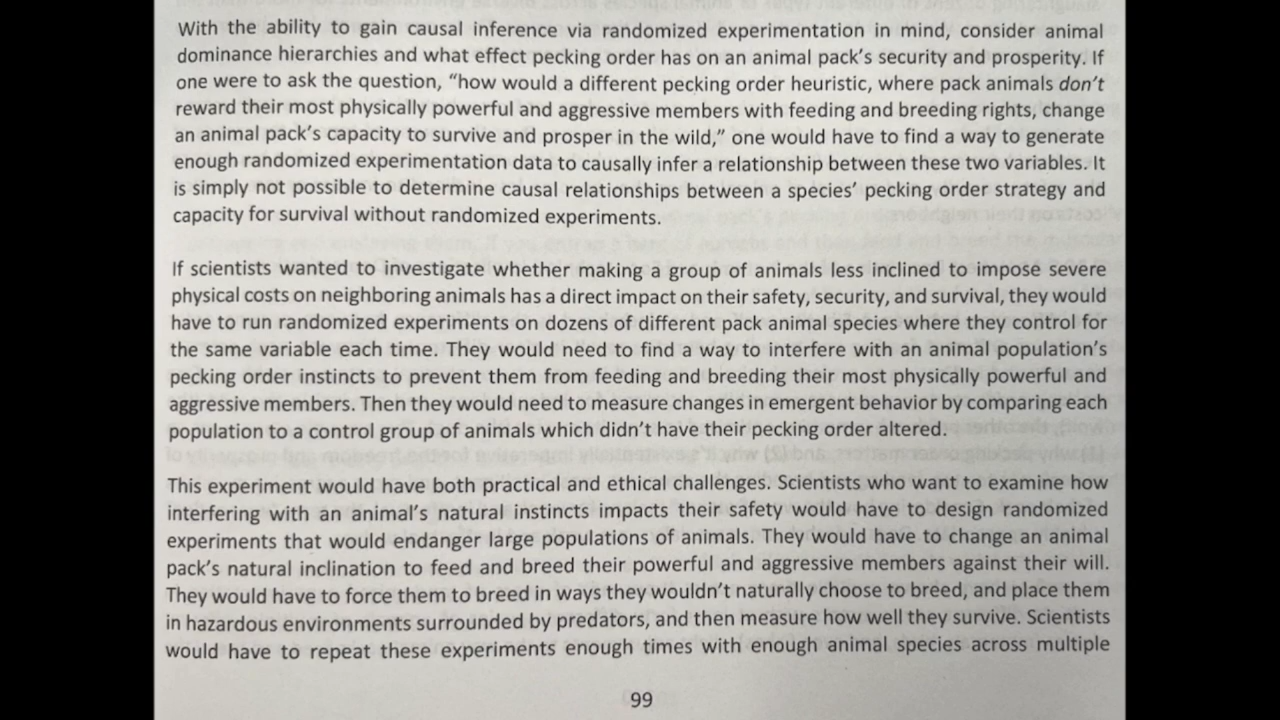 With the ability to gain causal inference via randomized experimentation in mind, consider animal
dominance hierarchies and what effect pecking order has on an animal pack's security and prosperity. If
one were to ask the question, “how would a different pecking order heuristic, where pack animals don't
reward their most physically powerful and aggressive members with feeding and breeding rights, change
an animal pack's capacity to survive and prosper in the wild,” one would have to find a way to generate
enough randomized experimentation data to causally infer a relationship between these two variables. It
is simply not possible to determine causal relationships between a species' pecking order strategy and
capacity for survival without randomized experiments.
If scientists wanted to investigate whether making a group of animals less inclined to impose severe
physical costs on neighboring animals has a direct impact on their safety, security, and survival, they would
have to run randomized experiments on dozens of different pack animal species where they control for
the same variable each time. They would need to find a way to interfere with an animal population's
pecking order instincts to prevent them from feeding and breeding their most physically powerful and
aggressive members. Then they would need to measure changes in emergent behavior by comparing each
population to a control group of animals which didn't have their pecking order altered.
This experiment would have both practical and ethical challenges. Scientists who want to examine how
interfering with an animal's natural instincts impacts their safety would have to design randomized
experiments that would endanger large populations of animals. They would have to change an animal
pack's natural inclination to feed and breed their powerful and aggressive members against their will.
They would have to force them to breed in ways they wouldn't naturally choose to breed, and place them
in hazardous environments surrounded by predators, and then measure how well they survive. Scientists
would have to repeat these experiments enough times with enough animal species across multiple
99